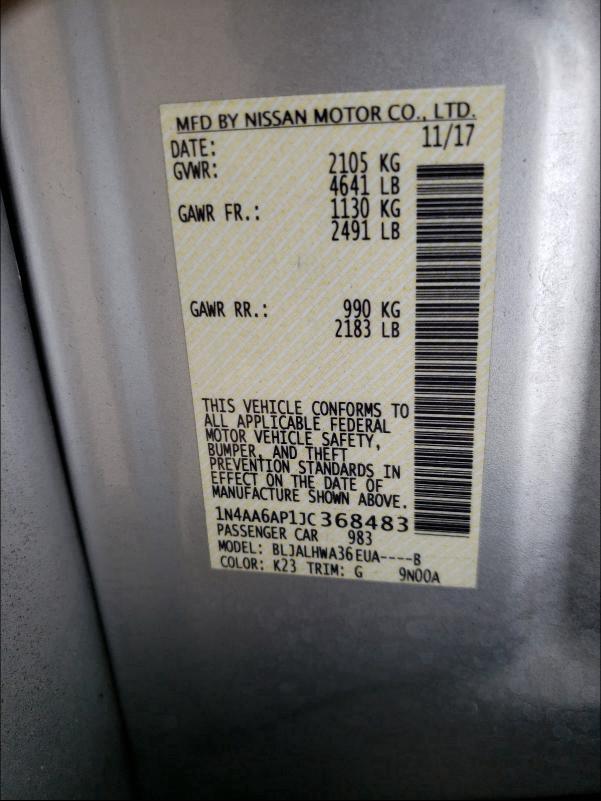 MFD BY NISSAN MOTOR CO., LTD.
DATE: 11/17
GVWR: 2105 KG
4641 LB
GAWR FR.: 1130 KG
2491 LB
GAWR RR.: 990 KG
2183 LB
THIS VEHICLE CONFORMS TO
ALL APPLICABLE FEDERAL
MOTOR VEHICLE SAFETY,
BUMPER, AND THEFT
PREVENTION STANDARDS IN
EFFECT ON THE DATE OF
MANUFACTURE SHOWN ABOVE.
1N4AA6AP1JC368483
PASSENGER CAR 983
MODEL: BLJALHWA36EUA----B
COLOR: K23 TRIM: G 9N00A